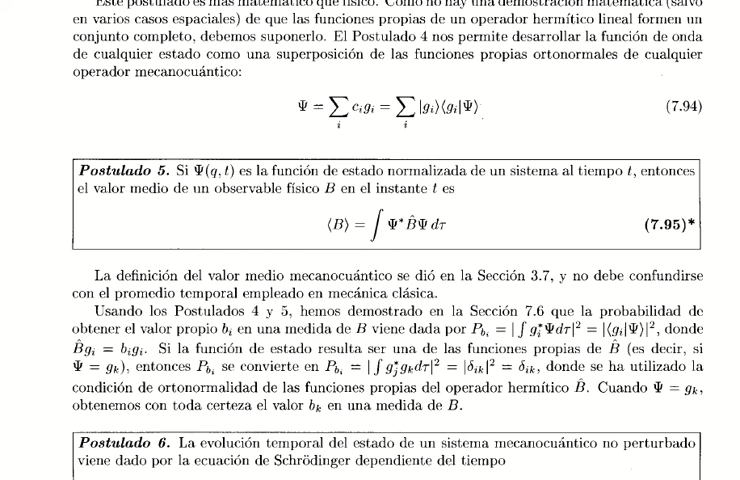 Este postulado es más matemático que físico. Como no hay una demostración matemática (salvo
en varios casos espaciales) de que las funciones propias de un operador hermítico lineal formen un
conjunto completo, debemos suponerlo. El Postulado 4 nos permite desarrollar la función de onda
de cualquier estado como una superposición de las funciones propias ortonormales de cualquier
operador mecanocuántico:
Ψ = ∑_i c_i g_i = ∑_i |g_i⟩⟨g_i|Ψ⟩ (7.94)
Postulado 5. Si Ψ(q, t) es la función de estado normalizada de un sistema al tiempo t, entonces
el valor medio de un observable físico B en el instante t es
⟨B⟩ = ∫ Ψ* B̂Ψ dτ (7.95)*
La definición del valor medio mecanocuántico se dió en la Sección 3.7, y no debe confundirse
con el promedio temporal empleado en mecánica clásica.
Usando los Postulados 4 y 5, hemos demostrado en la Sección 7.6 que la probabilidad de
obtener el valor propio b_i en una medida de B viene dada por P_{b_i} = |∫ g_i* Ψdτ|² = |⟨g_i|Ψ⟩|², donde
B̂g_i = b_i g_i. Si la función de estado resulta ser una de las funciones propias de B̂ (es decir, si
Ψ = g_k), entonces P_{b_i} se convierte en P_{b_i} = |∫ g_j* g_k dτ|² = |δ_{ik}|² = δ_{ik}, donde se ha utilizado la
condición de ortonormalidad de las funciones propias del operador hermítico B̂. Cuando Ψ = g_k,
obtenemos con toda certeza el valor b_k en una medida de B.
Postulado 6. La evolución temporal del estado de un sistema mecanocuántico no perturbado
viene dado por la ecuación de Schrödinger dependiente del tiempo